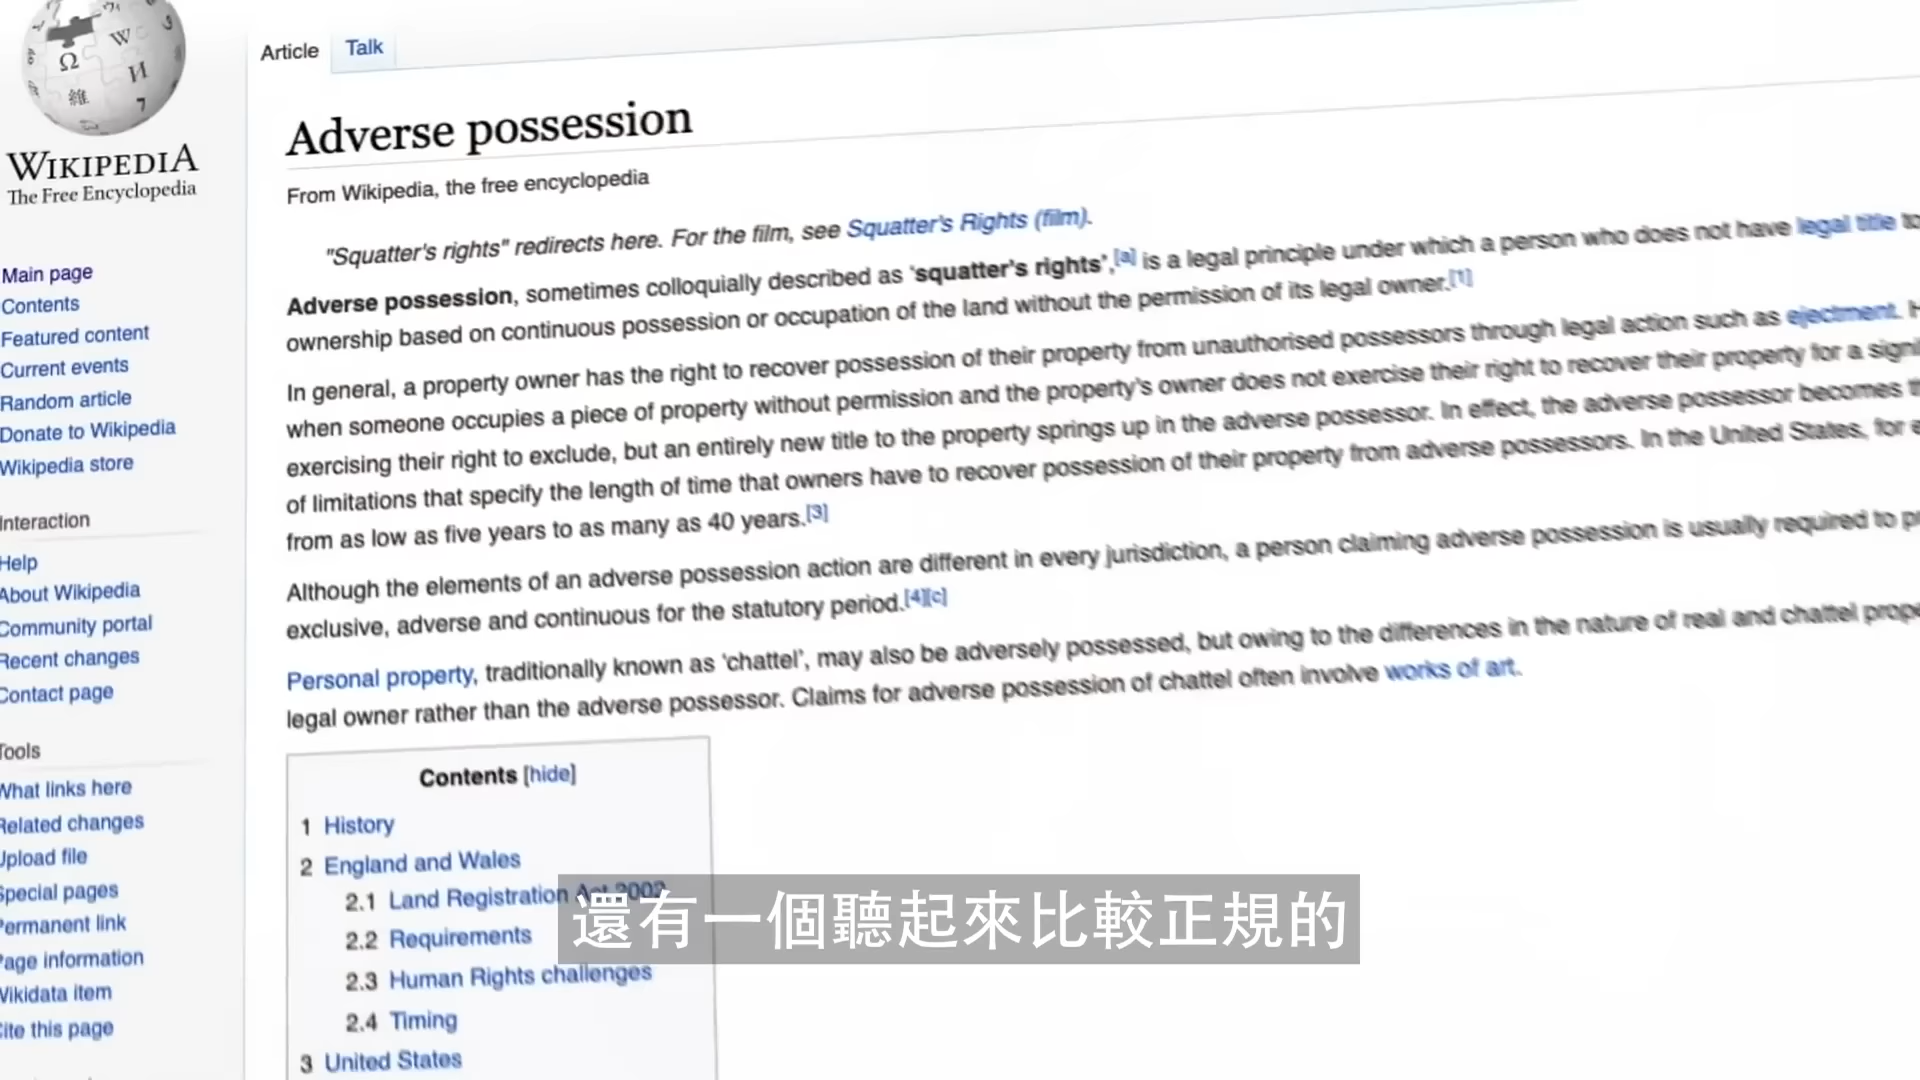 Article
Talk
WIKIPEDIA
The Free Encyclopedia
Main page
Contents
Featured content
Current events
Random article
Donate to Wikipedia
Wikipedia store
Interaction
Help
About Wikipedia
Community portal
Recent changes
Contact page
Tools
What links here
Related changes
Upload file
Special pages
Permanent link
Page information
Wikidata item
Cite this page
Adverse possession
From Wikipedia, the free encyclopedia
"Squatter's rights" redirects here. For the film, see Squatter's Rights (film).
Adverse possession, sometimes colloquially described as 'squatter's rights',[a] is a legal principle under which a person who does not have legal title to
ownership based on continuous possession or occupation of the land without the permission of its legal owner.[1]
In general, a property owner has the right to recover possession of their property from unauthorised possessors through legal action such as ejectment.
when someone occupies a piece of property without permission and the property's owner does not exercise their right to recover their property for a
exercising their right to exclude, but an entirely new title to the property springs up in the adverse possessor. In effect, the adverse possessor becomes
of limitations that specify the length of time that owners have to recover possession of their property from adverse possessors. In the United States, for
from as low as five years to as many as 40 years.[3]
Although the elements of an adverse possession action are different in every jurisdiction, a person claiming adverse possession is usually required to
exclusive, adverse and continuous for the statutory period.[4][c]
Personal property, traditionally known as 'chattel', may also be adversely possessed, but owing to the differences in the nature of real and chattel
legal owner rather than the adverse possessor. Claims for adverse possession of chattel often involve works of art.
Contents [hide]
1 History
2 England and Wales
2.1 Land Registration Act 2002
2.2 Requirements
2.3 Human Rights challenges
2.4 Timing
3 United States
還有一個聽起來比較正規的